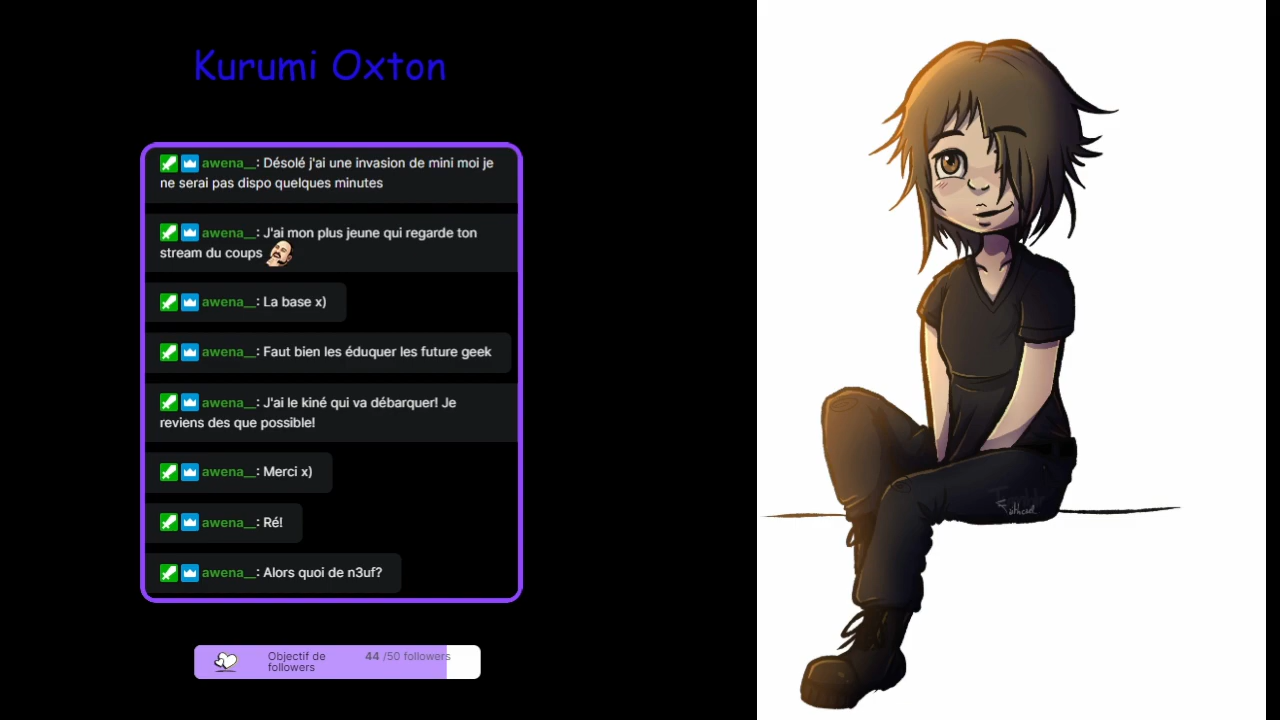 Kurumi Oxton
awena__: Désolé j'ai une invasion de mini moi je
ne serai pas dispo quelques minutes
awena__: J'ai mon plus jeune qui regarde ton
stream du coups
awena__: La base x)
awena__: Faut bien les éduquer les future geek
awena__: J'ai le kiné qui va débarquer! Je
reviens des que possible!
awena__: Merci x)
awena__: Ré!
awena__: Alors quoi de n3uf?
Objectif de
followers
44 /50 followers